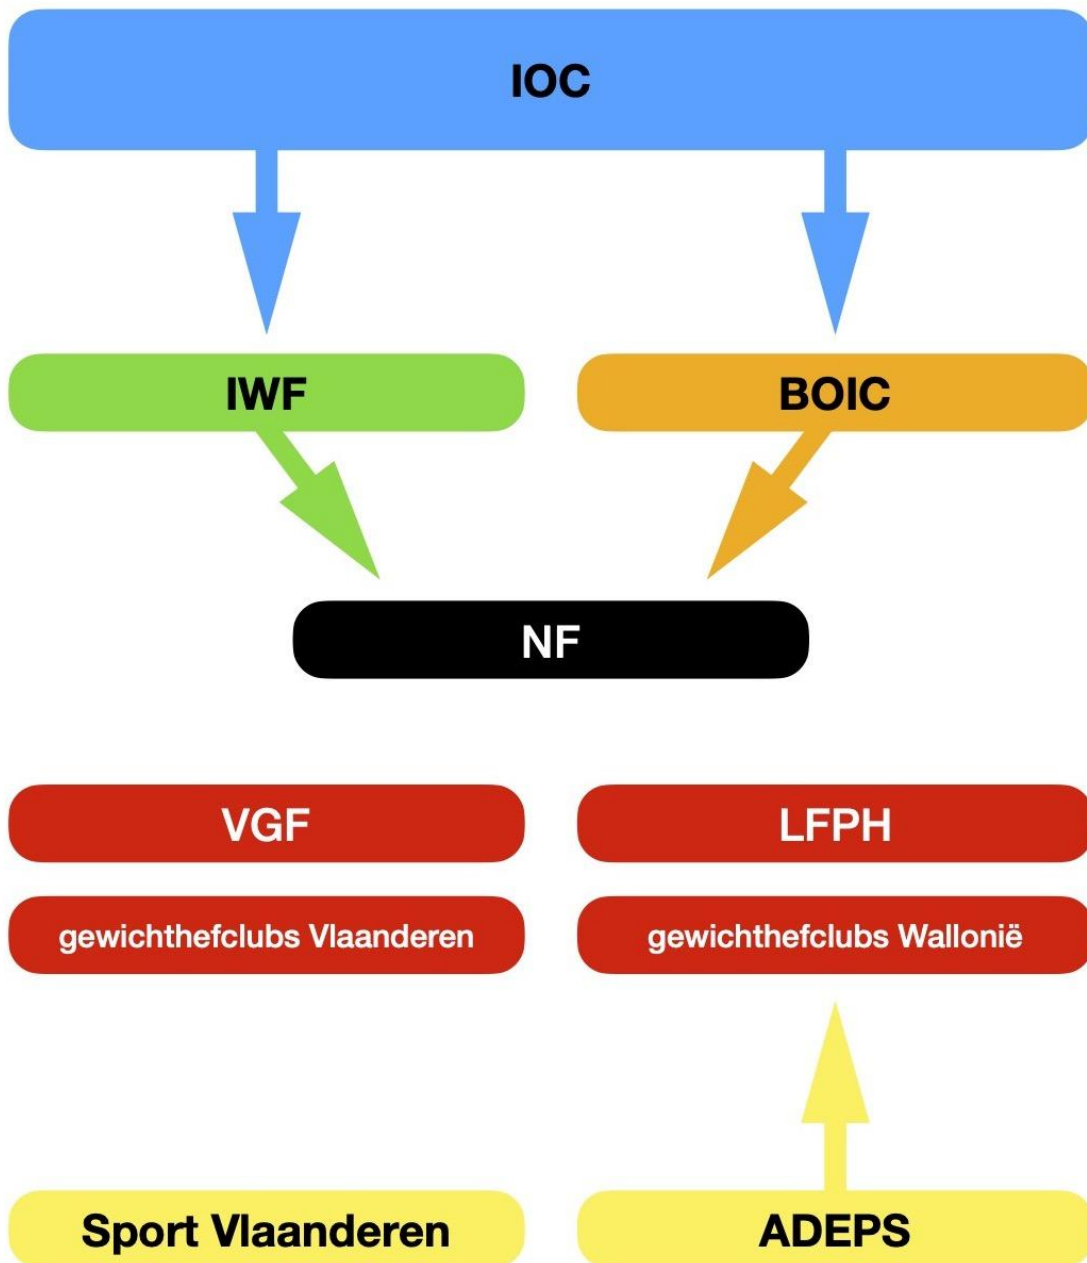 IOC
IWF
BOIC
NF
VGF
LFPH
gewichthefclubs Vlaanderen
gewichthefclubs Wallonië
Sport Vlaanderen
ADEPS